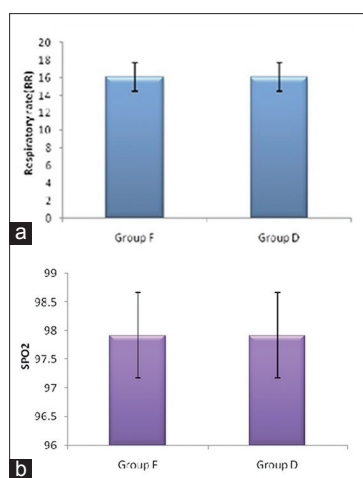 20
18
16
14
12
10
8
6
4
2
0
Respiratory rate(RR)
Group F
Group D
a
99
98.5
98
97.5
97
96.5
96
SPO2
Group F
Group D
b